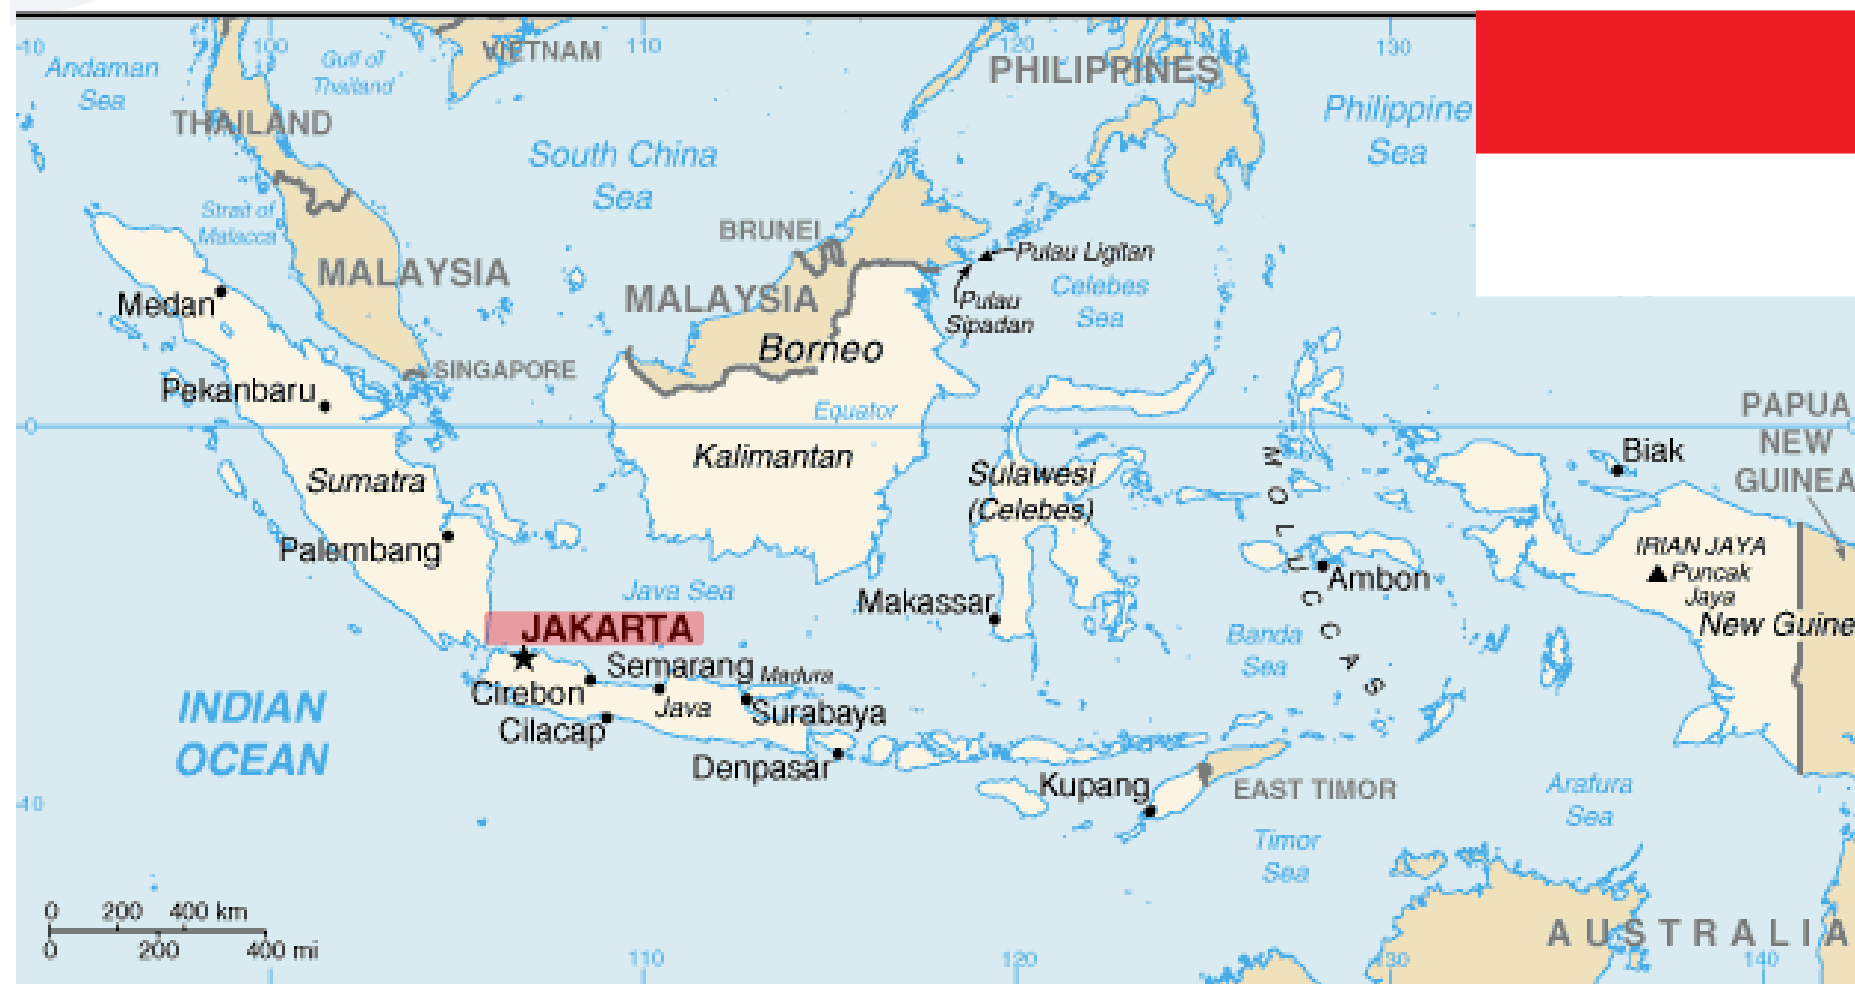 10
100
110
120
130
Andaman
Sea
Gulf of
Thailand
VIETNAM
PHILIPPINES
Philippine
Sea
THAILAND
South China
Sea
Strait of
Malacca
BRUNEI
Pulau Ligitan
MALAYSIA
MALAYSIA
Celebes
Sea
Pulau
Sipadan
Medan
Borneo
SINGAPORE
Pekanbaru
Equator
PAPUA
NEW
GUINEA
0
0
Kalimantan
Biak
Sumatra
Sulawesi
(Celebes)
MOLUCCAS
Palembang
IRIAN JAYA
Puncak
Jaya
Ambon
Java Sea
Makassar
JAKARTA
New Guine
Banda
Sea
Semarang
Madura
Cirebon
Java
Surabaya
Cilacap
INDIAN
OCEAN
Denpasar
Kupang
EAST TIMOR
Arafura
Sea
10
Timor
Sea
0 200 400 km
0 200 400 mi
AUSTRALIA
110
120
130
140